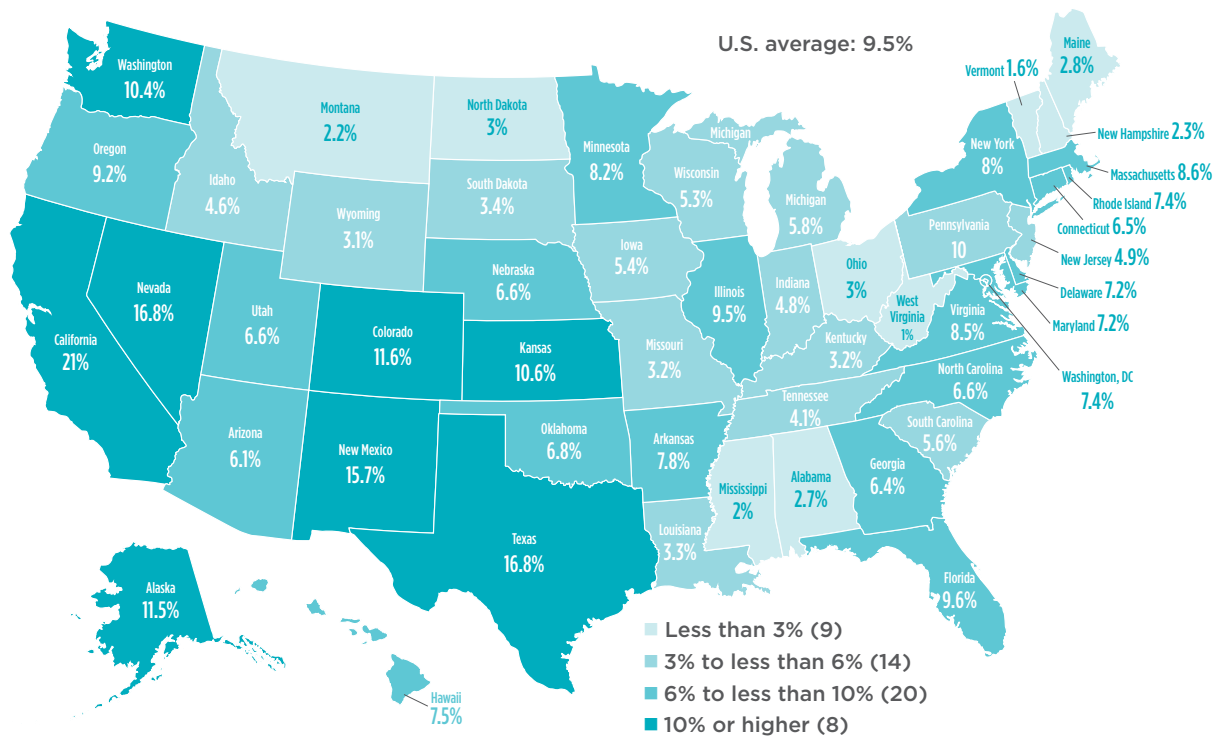 U.S. average: 9.5%
Washington
10.4%
Oregon
9.2%
Idaho
4.6%
Montana
2.2%
North Dakota
3%
Minnesota
8.2%
South Dakota
3.4%
Wyoming
3.1%
Wisconsin
5.3%
Michigan
Michigan
5.8%
New York
8%
Vermont 1.6%
Maine
2.8%
New Hampshire 2.3%
Massachusetts 8.6%
Rhode Island 7.4%
Connecticut 6.5%
New Jersey 4.9%
Delaware 7.2%
Maryland 7.2%
Washington, DC
7.4%
Pennsylvania
10
Ohio
3%
Indiana
4.8%
Illinois
9.5%
Iowa
5.4%
Nebraska
6.6%
Nevada
16.8%
Utah
6.6%
California
21%
Colorado
11.6%
Kansas
10.6%
Missouri
3.2%
Kentucky
3.2%
West
Virginia
1%
Virginia
8.5%
North Carolina
6.6%
Tennessee
4.1%
South Carolina
5.6%
Arizona
6.1%
New Mexico
15.7%
Oklahoma
6.8%
Arkansas
7.8%
Mississippi
2%
Alabama
2.7%
Georgia
6.4%
Texas
16.8%
Louisiana
3.3%
Florida
9.6%
Alaska
11.5%
Hawaii
7.5%
Less than 3% (9)
3% to less than 6% (14)
6% to less than 10% (20)
10% or higher (8)